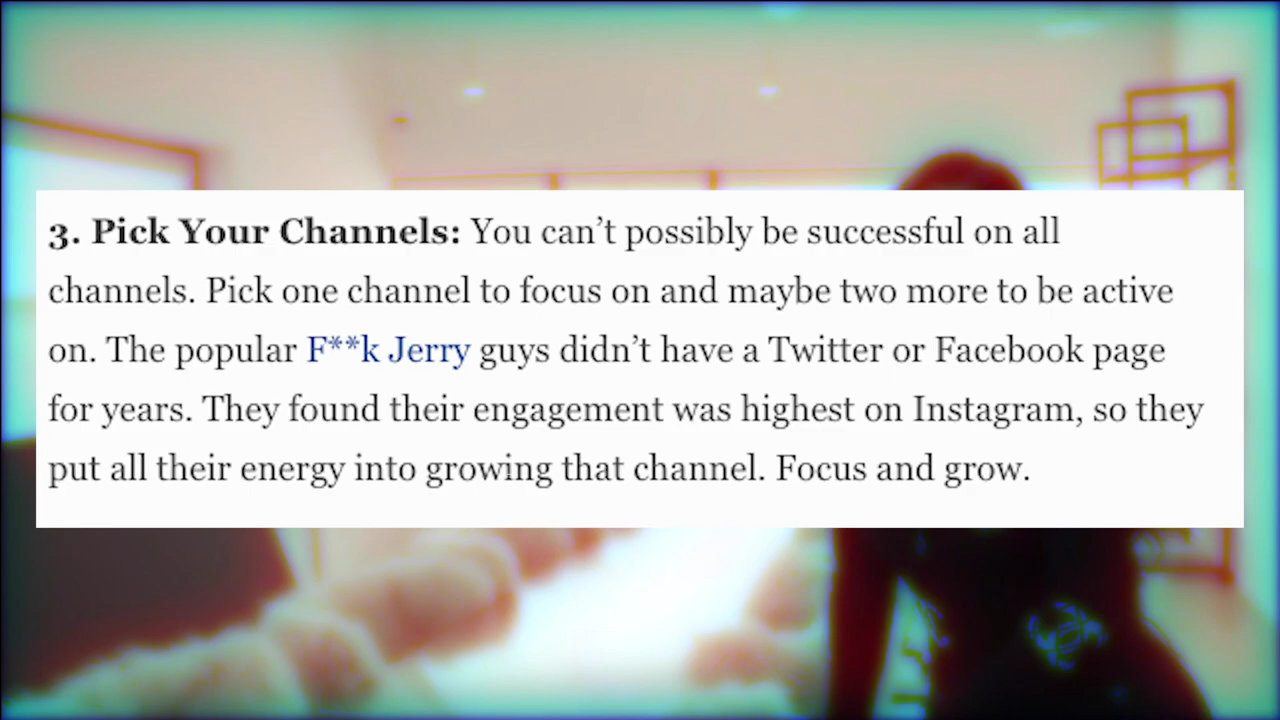 3. Pick Your Channels: You can’t possibly be successful on all
channels. Pick one channel to focus on and maybe two more to be active
on. The popular F**k Jerry guys didn’t have a Twitter or Facebook page
for years. They found their engagement was highest on Instagram, so they
put all their energy into growing that channel. Focus and grow.